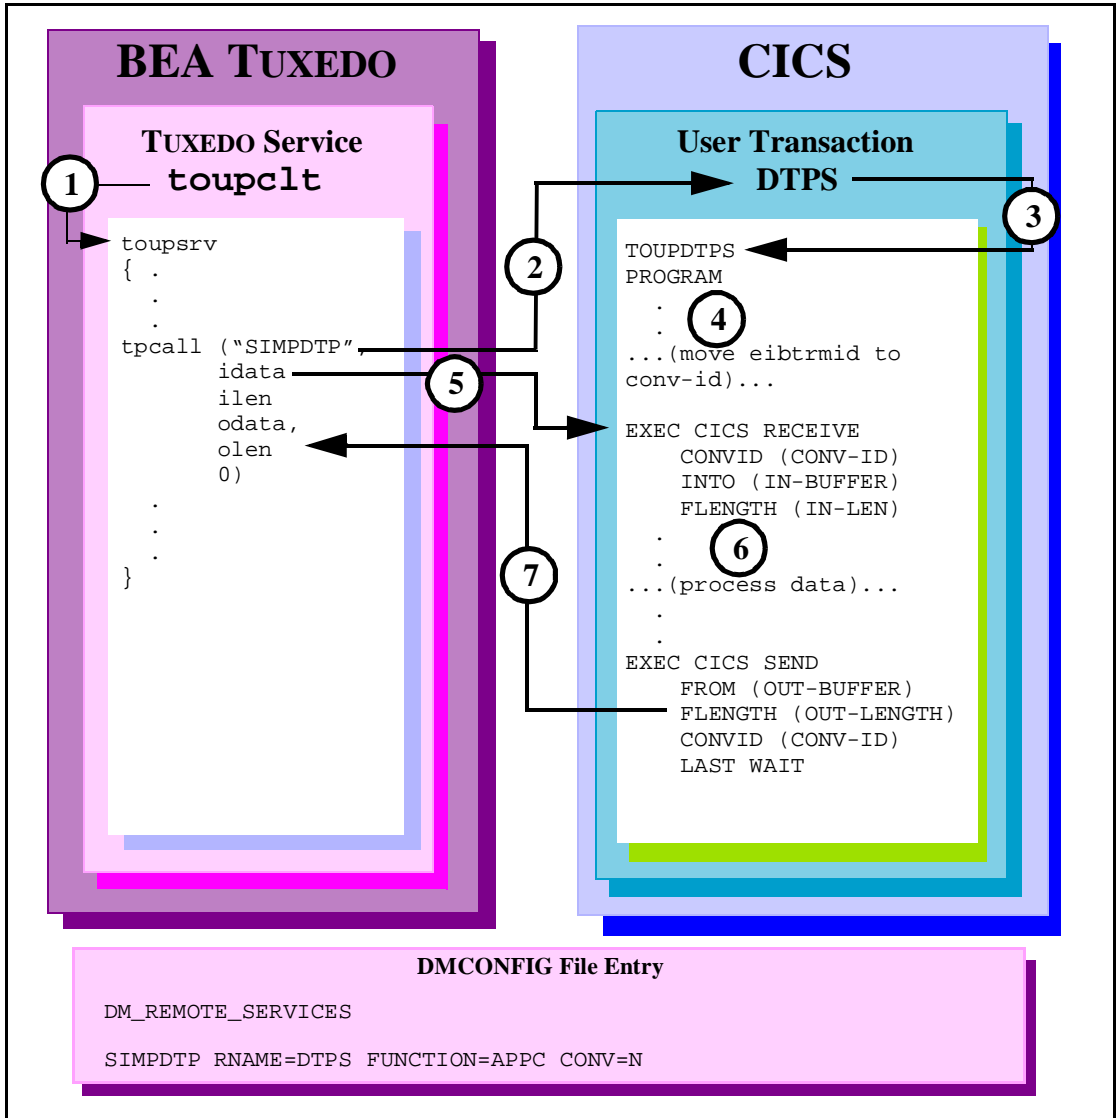 BEA TUXEDO
TUXEDO Service
toupclt
1
toupsrv
{ .
.
.
tpcall (“SIMPDTP”,
idata
ilen
odata,
olen
0)
.
.
.
}
2
5
7
CICS
User Transaction
DTPS
3
TOUPDTPS
PROGRAM
.
.
4
...(move eibtrmid to
conv-id)...
EXEC CICS RECEIVE
CONVID (CONV-ID)
INTO (IN-BUFFER)
FLENGTH (IN-LEN)
.
.
6
...(process data)...
.
.
EXEC CICS SEND
FROM (OUT-BUFFER)
FLENGTH (OUT-LENGTH)
CONVID (CONV-ID)
LAST WAIT
DMCONFIG File Entry
DM_REMOTE_SERVICES
SIMPDTP RNAME=DTPS FUNCTION=APPC CONV=N